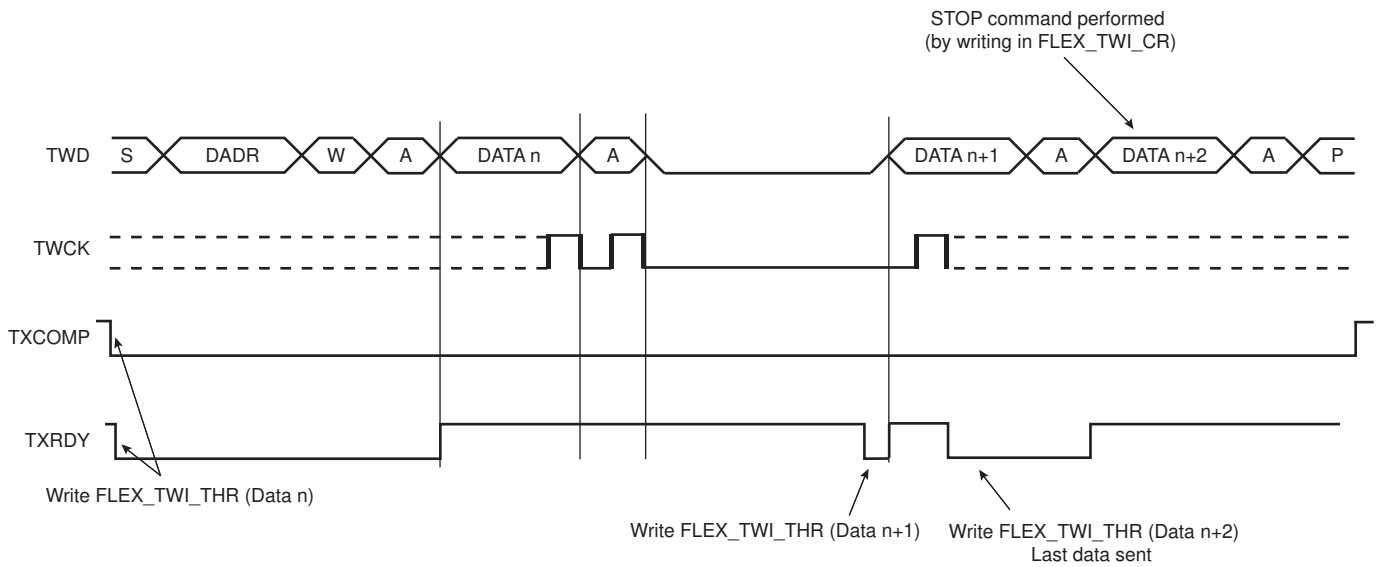 STOP command performed
(by writing in FLEX_TWI_CR)
TWD S DADR W A DATA n A DATA n+1 A DATA n+2 A P
TWCK
TXCOMP
TXRDY
Write FLEX_TWI_THR (Data n)
Write FLEX_TWI_THR (Data n+1) Write FLEX_TWI_THR (Data n+2)
Last data sent